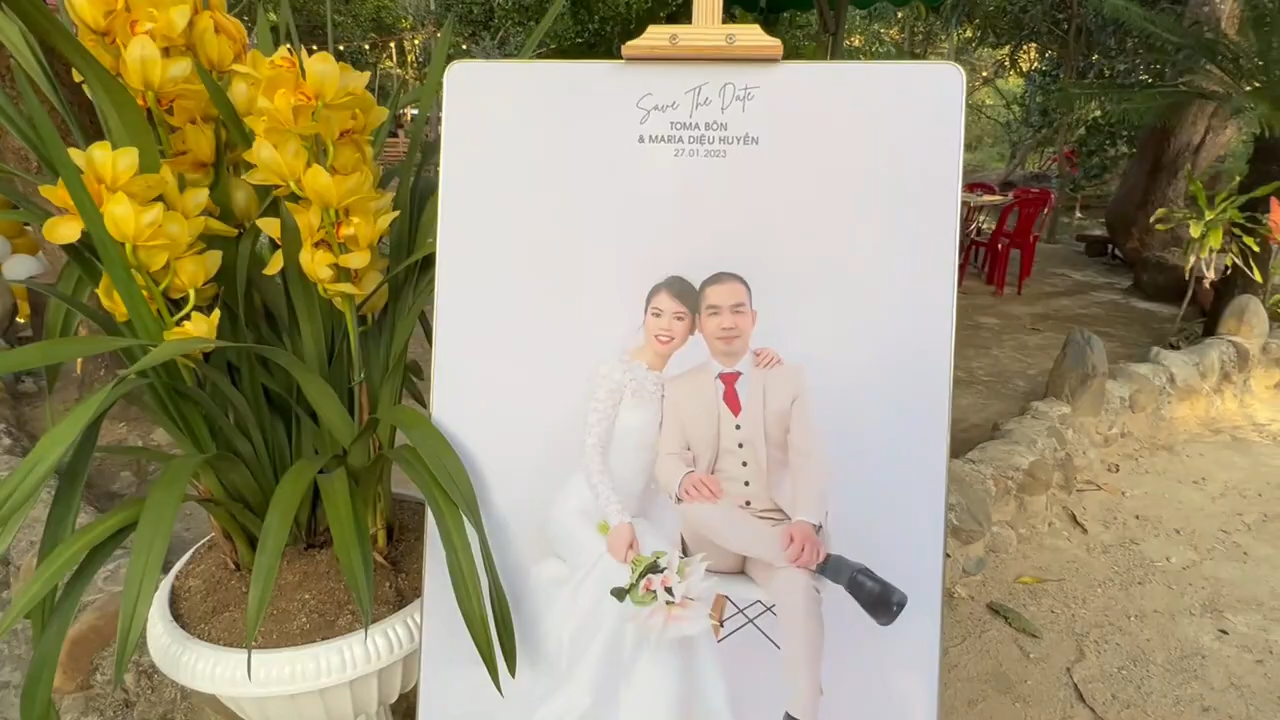 Save The Date
TOMA BÔN
& MARIA DIỆU HUYỀN
27.01.2023